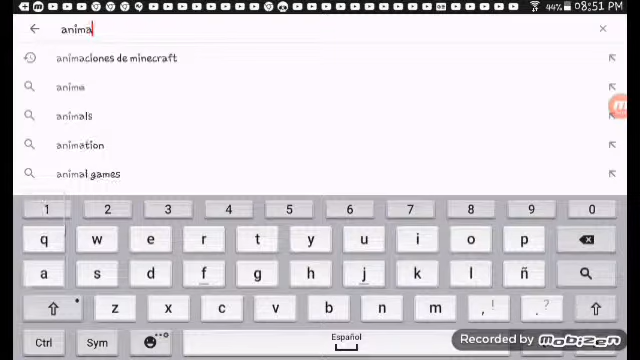 44% 08:51 PM
anima
animaciones de minecraft
anime
animals
animation
animal games
1 2 3 4 5 6 7 8 9 0
q w e r t y u i o p
a s d f g h j k l ñ
z x c v b n m , ! . ?
Ctrl Sym Español
Recorded by Mobizen